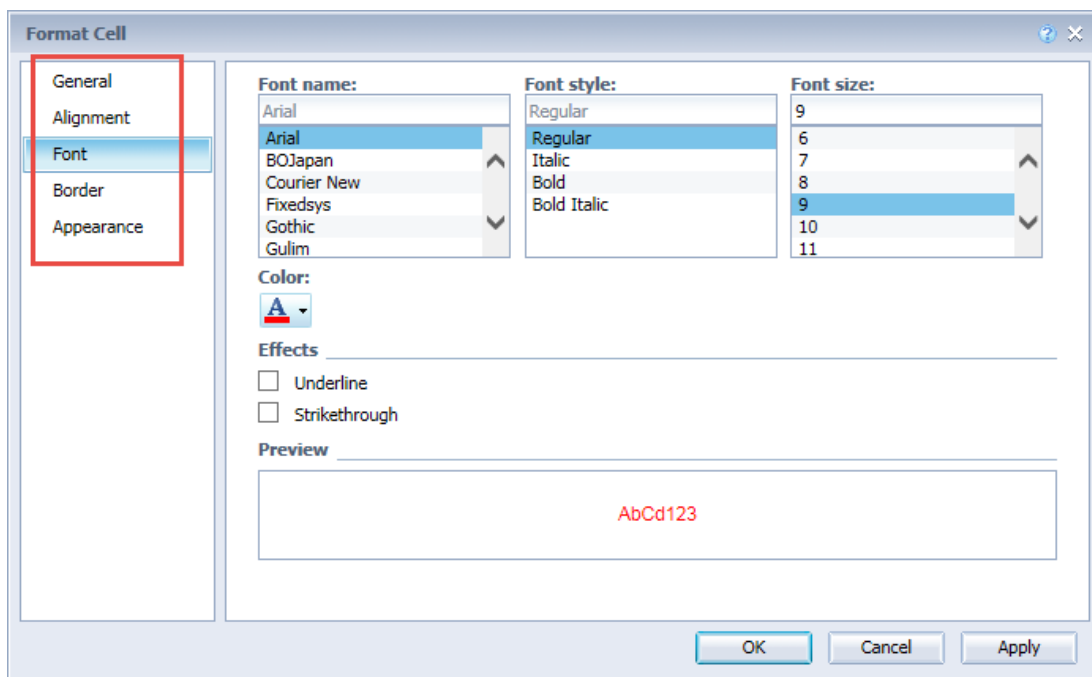 Format Cell
General
Alignment
Font
Border
Appearance
Font name:
Arial
Arial
BOJapan
Courier New
Fixedsys
Gothic
Gulim
Font style:
Regular
Regular
Italic
Bold
Bold Italic
Font size:
9
6
7
8
9
10
11
Color:
A
Effects
Underline
Strikethrough
Preview
AbCd123
OK
Cancel
Apply